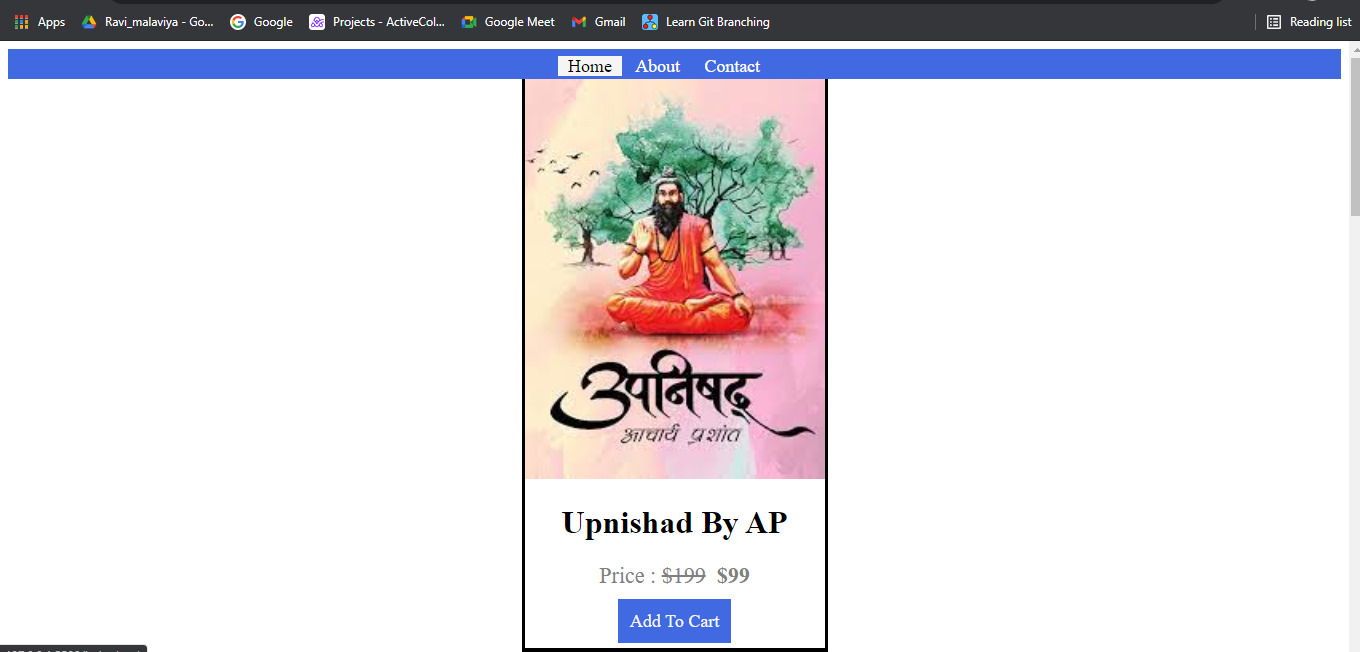 Apps Ravi_malaviya - Go... Google Projects - ActiveCol... Google Meet Gmail Learn Git Branching Reading list
Home About Contact
उपनिषद्
आचार्य प्रशांत
Upnishad By AP
Price : $199 $99
Add To Cart